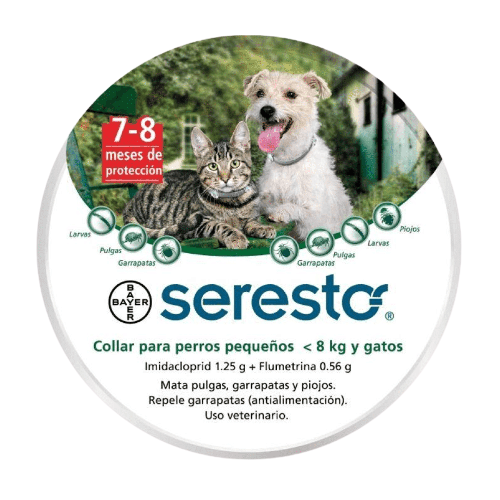 7-8
meses de
protección
Larvas
Pulgas
Garrapatas
Garrapatas
Pulgas
Larvas
Piojos
BAYER
BAYER
seresto®
Collar para perros pequeños < 8 kg y gatos
Imidacloprid 1.25 g + Flumetrina 0.56 g
Mata pulgas, garrapatas y piojos.
Repele garrapatas (antialimentación).
Uso veterinario.